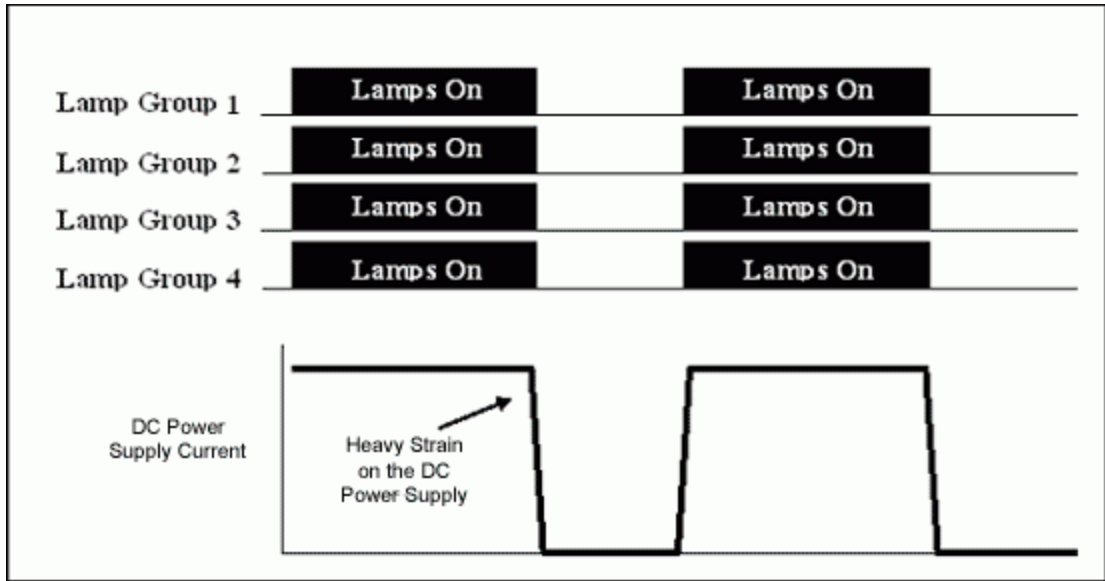 Lamp Group 1
Lamps On
Lamps On
Lamp Group 2
Lamps On
Lamps On
Lamp Group 3
Lamps On
Lamps On
Lamp Group 4
Lamps On
Lamps On
DC Power
Supply Current
Heavy Strain
on the DC
Power Supply